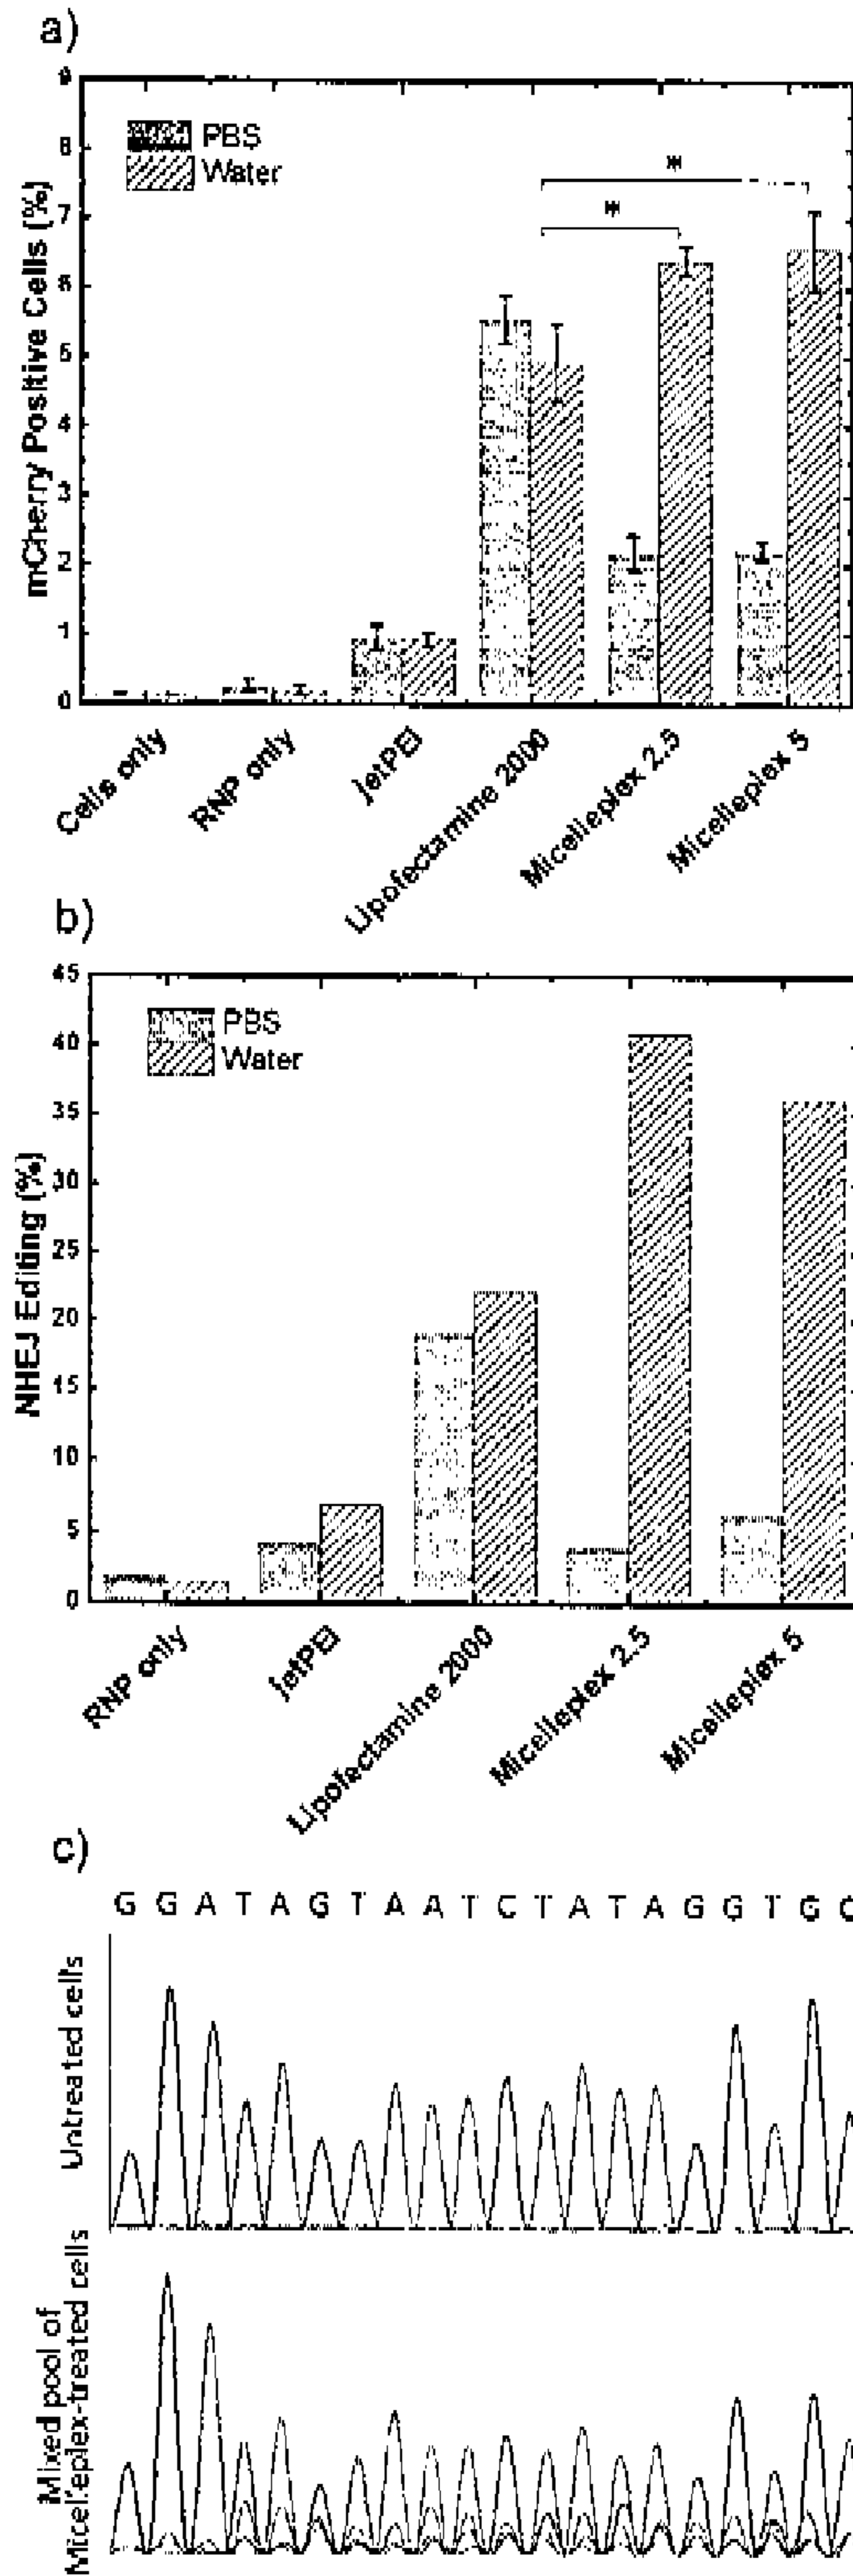 a)
9
8
7
6
5
4
3
2
1
0
mCherry Positive Cells (%)
PBS
Water
*
*
Cells only
RNP only
JetPEI
Lipofectamine 2000
Micelleplex 2.5
Micelleplex 5
b)
45
40
35
30
25
20
15
10
5
0
NHEJ Editing (%)
PBS
Water
RNP only
JetPEI
Lipofectamine 2000
Micelleplex 2.5
Micelleplex 5
c)
G G A T A G T A A T C T A T A G G T G C
Untreated cells
Mixed pool of
Micelleplex-treated cells